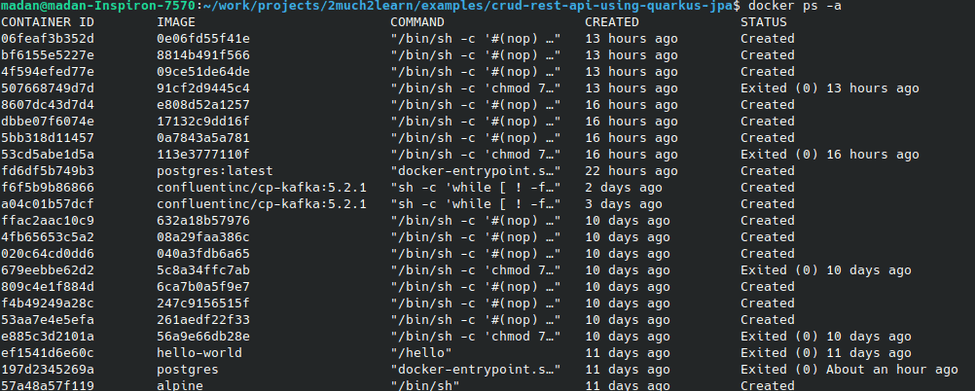 madan@madan-Inspiron-7570:~/work/projects/2much2learn/examples/crud-rest-api-using-quarkus-jpa$ docker ps -a
CONTAINER ID IMAGE COMMAND CREATED STATUS
06feaf3b352d 0e06fd55f41e "/bin/sh -c '#(nop) …" 13 hours ago Created
bf6155e5227e 8814b491f566 "/bin/sh -c '#(nop) …" 13 hours ago Created
4f594efed77e 09ce51de64de "/bin/sh -c '#(nop) …" 13 hours ago Created
507668749d7d 91cf2d9445c4 "/bin/sh -c 'chmod 7…" 13 hours ago Exited (0) 13 hours ago
8607dc43d7d4 e808d52a1257 "/bin/sh -c '#(nop) …" 16 hours ago Created
dbbe07f6074e 17132c9dd16f "/bin/sh -c '#(nop) …" 16 hours ago Created
5bb318d11457 0a7843a5a781 "/bin/sh -c '#(nop) …" 16 hours ago Created
53cd5abe1d5a 113e3777110f "/bin/sh -c 'chmod 7…" 16 hours ago Exited (0) 16 hours ago
fd6df5b749b3 postgres:latest "docker-entrypoint.s…" 22 hours ago Created
f6f5b9b86866 confluentinc/cp-kafka:5.2.1 "sh -c 'while [ ! -f…" 2 days ago Created
a04c01b57dcf confluentinc/cp-kafka:5.2.1 "sh -c 'while [ ! -f…" 3 days ago Created
ffac2aac10c9 632a18b57976 "/bin/sh -c '#(nop) …" 10 days ago Created
4fb65653c5a2 08a29faa386c "/bin/sh -c '#(nop) …" 10 days ago Created
020c64cd0dd6 040a3fdb6a65 "/bin/sh -c '#(nop) …" 10 days ago Created
679eebbe62d2 5c8a34ffc7ab "/bin/sh -c 'chmod 7…" 10 days ago Exited (0) 10 days ago
809c4e1f884d 6ca7b0a5f9e7 "/bin/sh -c '#(nop) …" 10 days ago Created
f4b49249a28c 247c9156515f "/bin/sh -c '#(nop) …" 10 days ago Created
53aa7e4e5efa 261aedf22f33 "/bin/sh -c '#(nop) …" 10 days ago Created
e885c3d2101a 56a9e66db28e "/bin/sh -c 'chmod 7…" 10 days ago Exited (0) 10 days ago
ef1541d6e60c hello-world "/hello" 11 days ago Exited (0) 11 days ago
197d2345269a postgres "docker-entrypoint.s…" 11 days ago Exited (0) About an hour ago
57a48a57f119 alpine "/bin/sh" 11 days ago Created